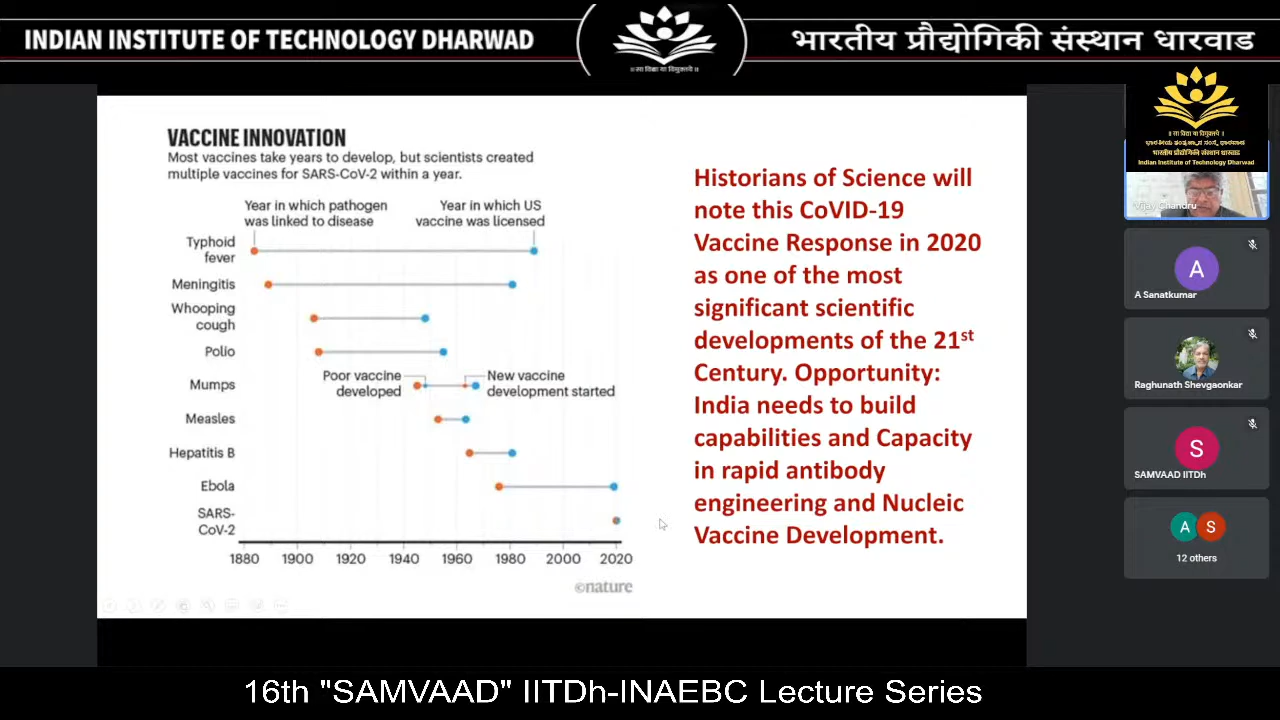 INDIAN INSTITUTE OF TECHNOLOGY DHARWAD
॥ सा विद्या या विमुक्तये ॥
भारतीय प्रौद्योगिकी संस्थान धारवाड
VACCINE INNOVATION
Most vaccines take years to develop, but scientists created
multiple vaccines for SARS-CoV-2 within a year.
Year in which pathogen
was linked to disease
Year in which US
vaccine was licensed
Typhoid
fever
Meningitis
Whooping
cough
Polio
Mumps
Poor vaccine
developed
New vaccine
development started
Measles
Hepatitis B
Ebola
SARS-
CoV-2
1880 1900 1920 1940 1960 1980 2000 2020
©nature
Historians of Science will
note this CoVID-19
Vaccine Response in 2020
as one of the most
significant scientific
developments of the 21st
Century. Opportunity:
India needs to build
capabilities and Capacity
in rapid antibody
engineering and Nucleic
Vaccine Development.
॥ सा विद्या या विमुक्तये ॥
भारतीय प्रौद्योगिकी संस्थान धारवाड
Indian Institute of Technology Dharwad
Vijay Chandru
A
A Sanatkumar
Raghunath Shevgaonkar
S
SAMVAAD IITDh
A S
12 others
16th "SAMVAAD" IITDh-INAEBC Lecture Series